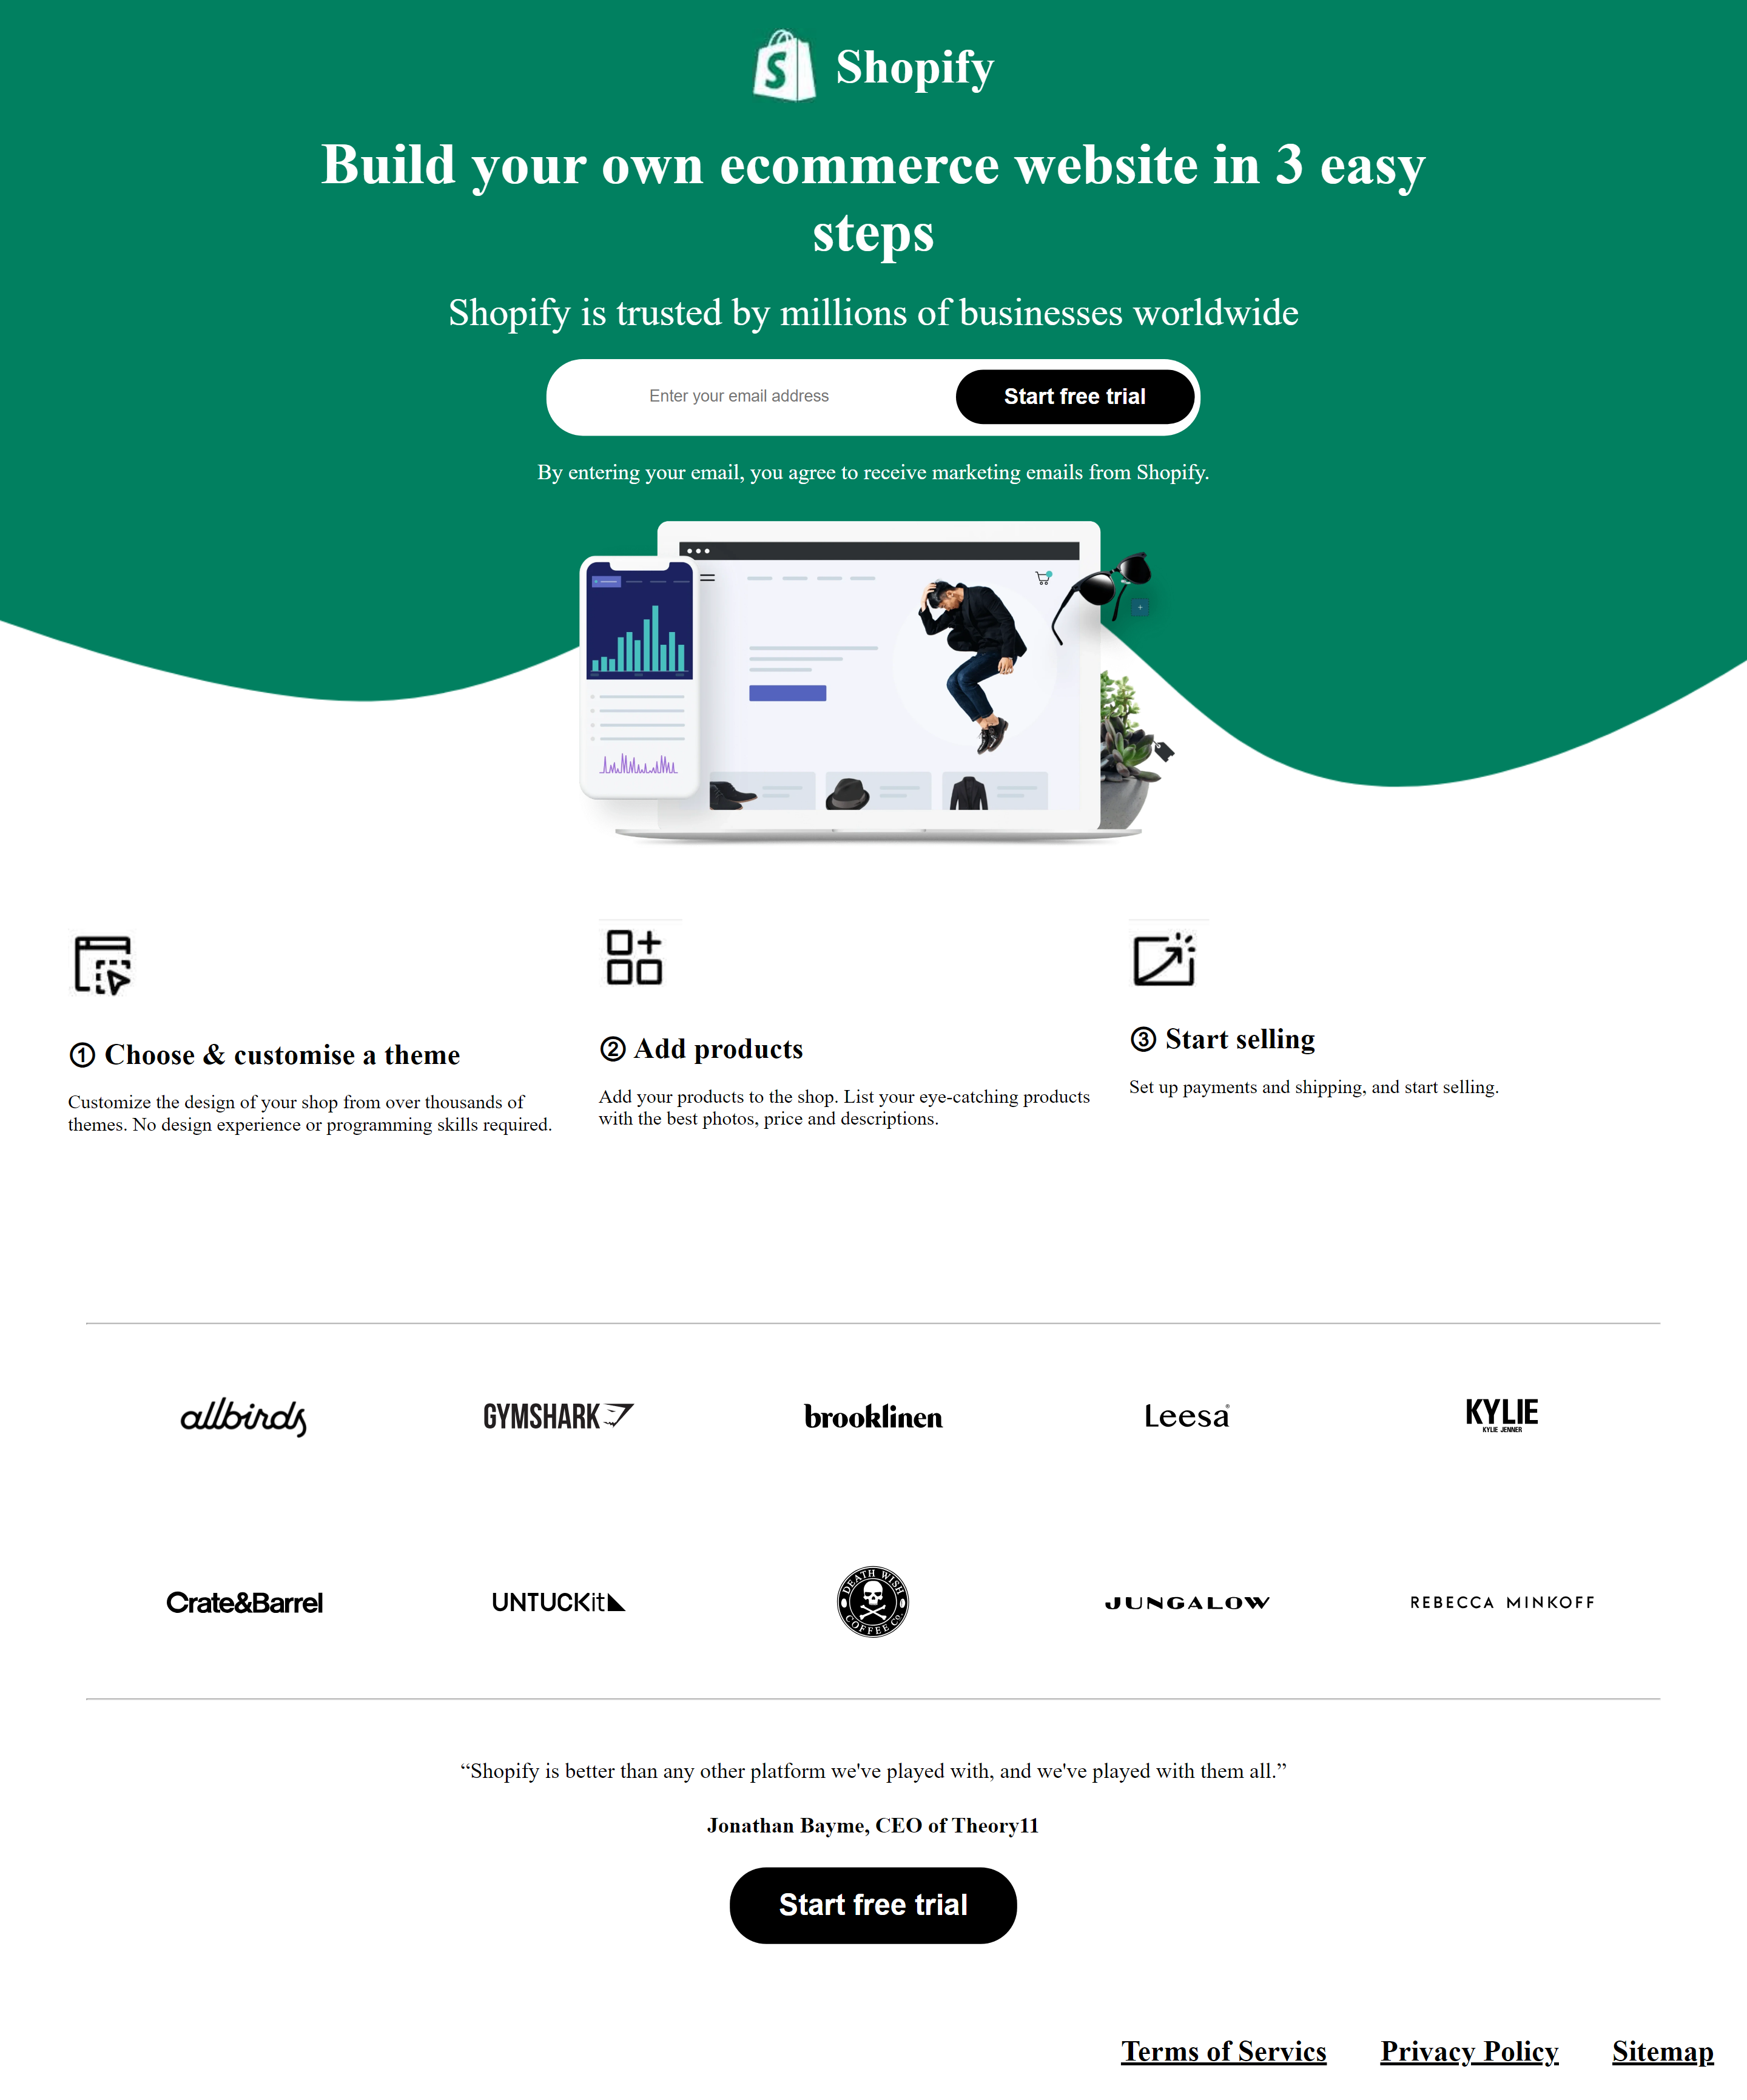 Shopify
Build your own ecommerce website in 3 easy
steps
Shopify is trusted by millions of businesses worldwide
Enter your email address
Start free trial
By entering your email, you agree to receive marketing emails from Shopify.
① Choose & customise a theme
Customize the design of your shop from over thousands of
themes. No design experience or programming skills required.
② Add products
Add your products to the shop. List your eye-catching products
with the best photos, price and descriptions.
③ Start selling
Set up payments and shipping, and start selling.
allbirds
GYMSHARK
brooklinen
Leesa
KYLIE
KYLIE JENNER
Crate&Barrel
UNTUCKit
DEATH WISH
COFFEE Co.
JUNGALOW
REBECCA MINKOFF
“Shopify is better than any other platform we've played with, and we've played with them all.”
Jonathan Bayme, CEO of Theory11
Start free trial
Terms of Servics
Privacy Policy
Sitemap